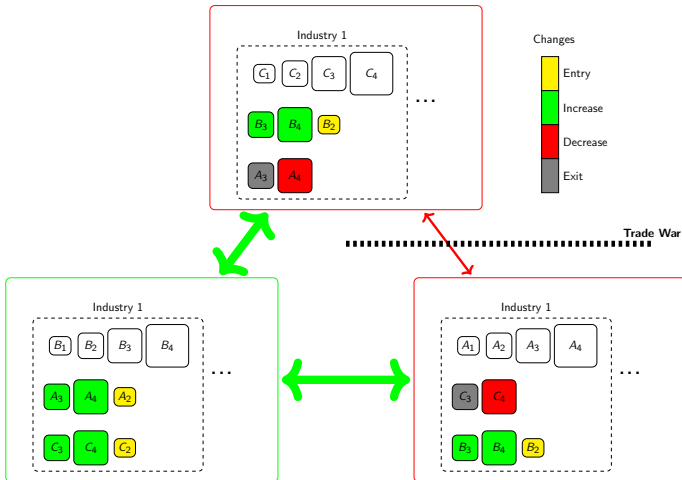 Industry 1
C1 C2 C3 C4
B3 B4 B2
A3 A4
...
Changes
Entry
Increase
Decrease
Exit
Trade War
Industry 1
B1 B2 B3 B4
A3 A4 A2
C3 C4 C2
...
Industry 1
A1 A2 A3 A4
C3 C4
B3 B4 B2
...